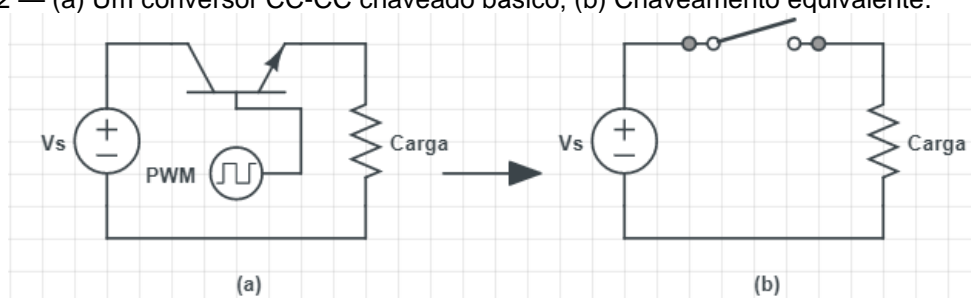 2 — (a) Um conversor CC-CC chaveado básico; (b) Chaveamento equivalente.
Vs
+
−
PWM
Carga
Vs
+
−
Carga
(a)
(b)